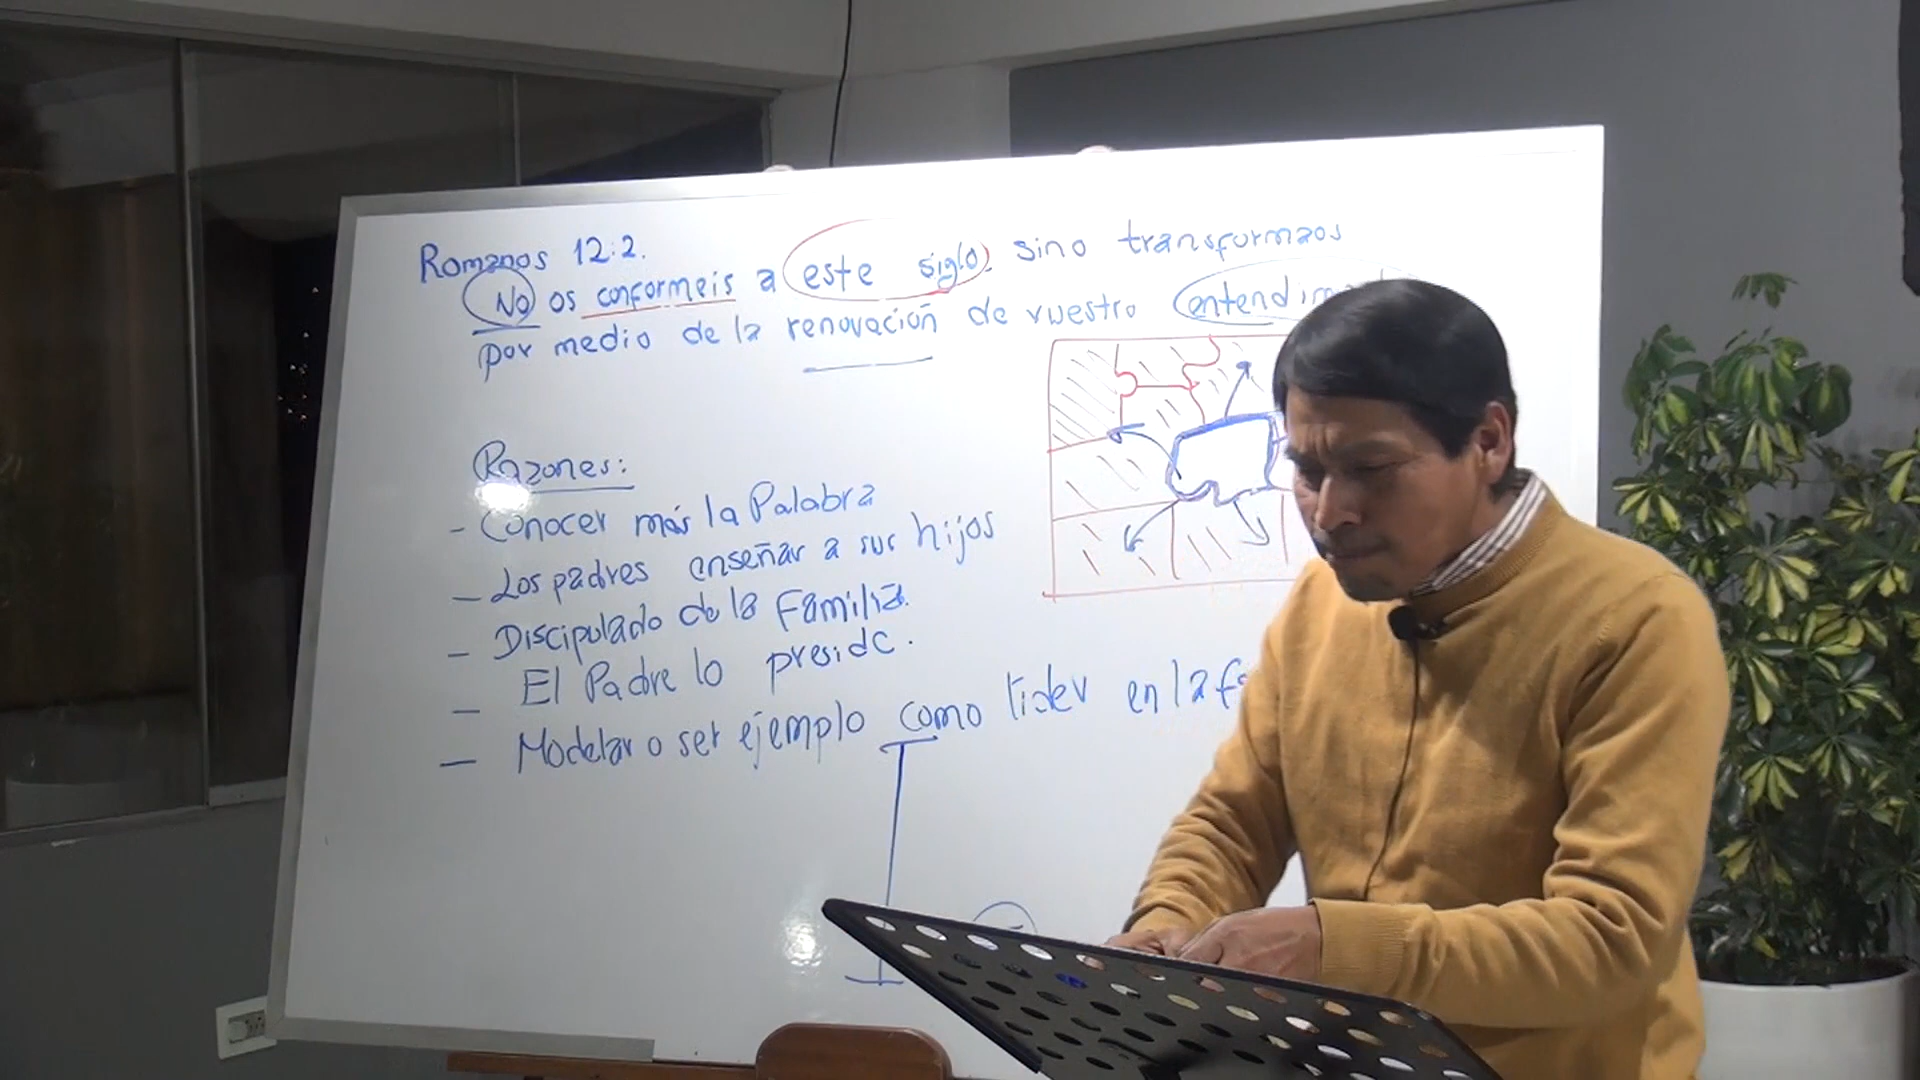 Romanos 12:2.
No os conformeis a este siglo, sino transformaos
por medio de la renovación de vuestro
Razones:
- Conocer más la Palabra
- Los padres enseñar a sus hijos
- Discipulado de la Familia.
- El Padre lo preside.
- Modelar o ser ejemplo como lider en la